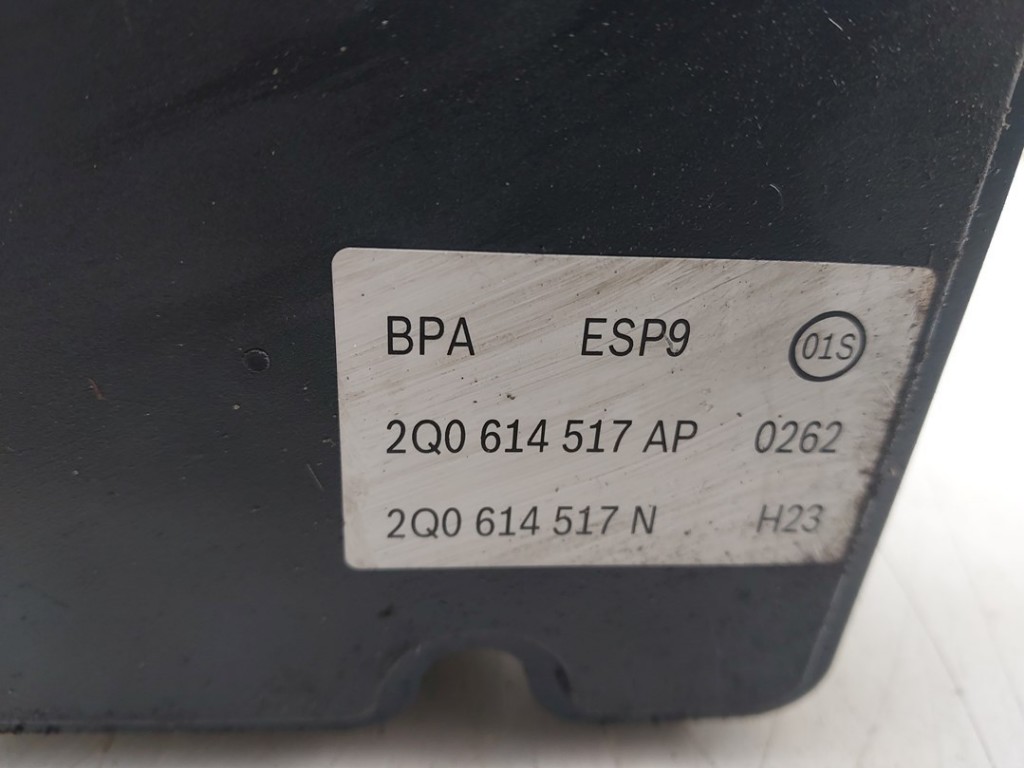 BPA ESP9 01S
2Q0 614 517 AP 0262
2Q0 614 517 N H23